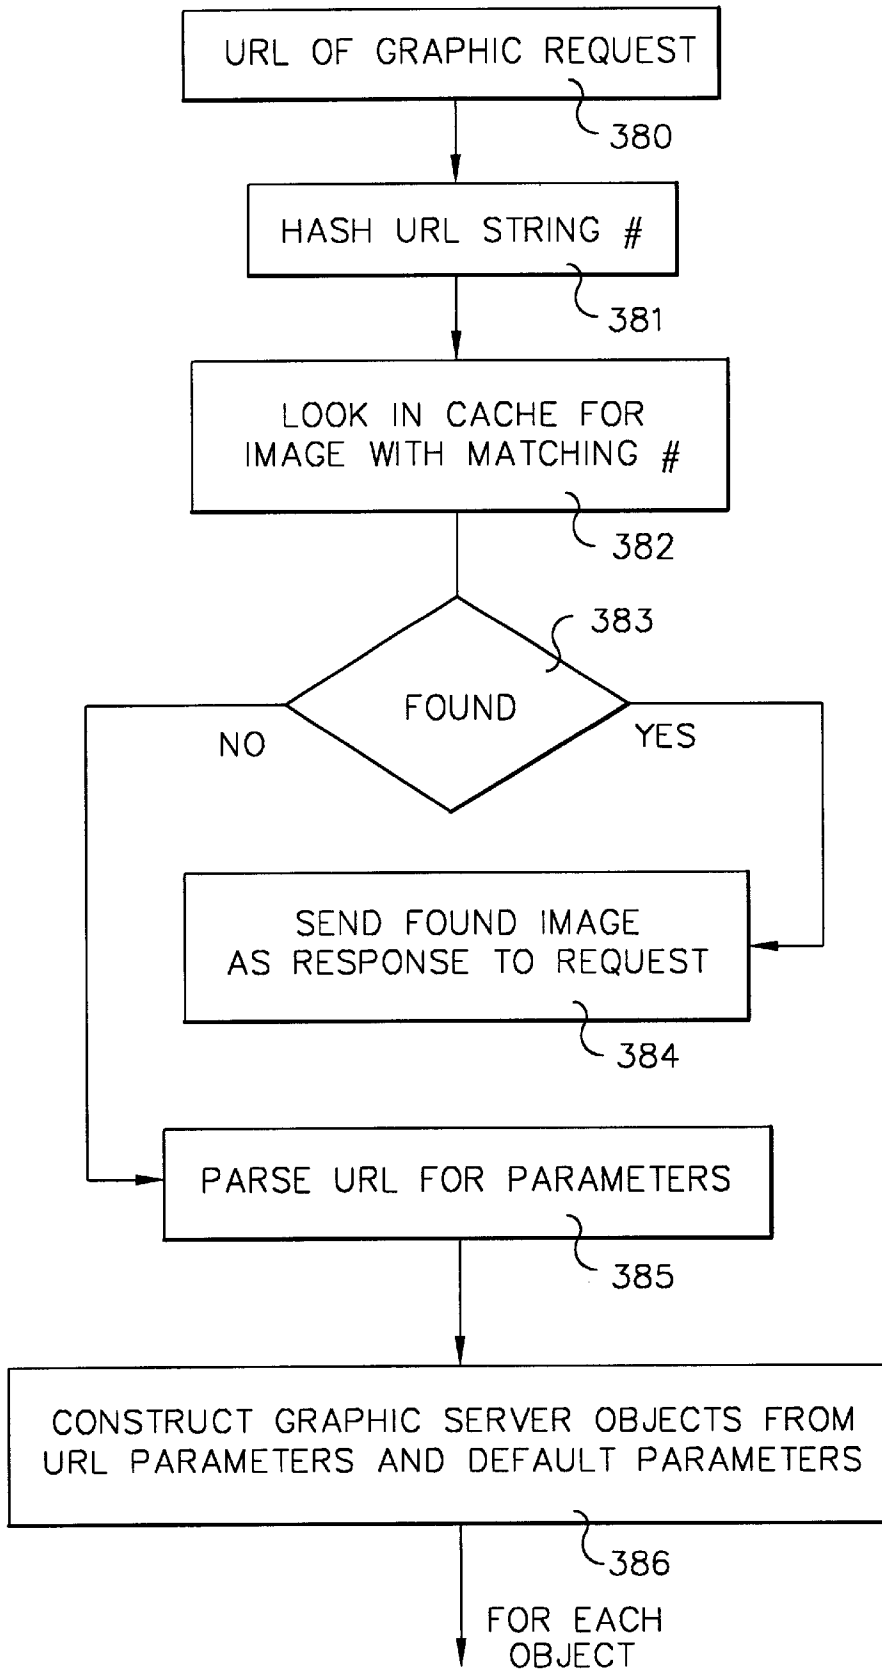 URL OF GRAPHIC REQUEST
380
HASH URL STRING #
381
LOOK IN CACHE FOR
IMAGE WITH MATCHING #
382
383
FOUND
NO
YES
SEND FOUND IMAGE
AS RESPONSE TO REQUEST
384
PARSE URL FOR PARAMETERS
385
CONSTRUCT GRAPHIC SERVER OBJECTS FROM
URL PARAMETERS AND DEFAULT PARAMETERS
386
FOR EACH
OBJECT